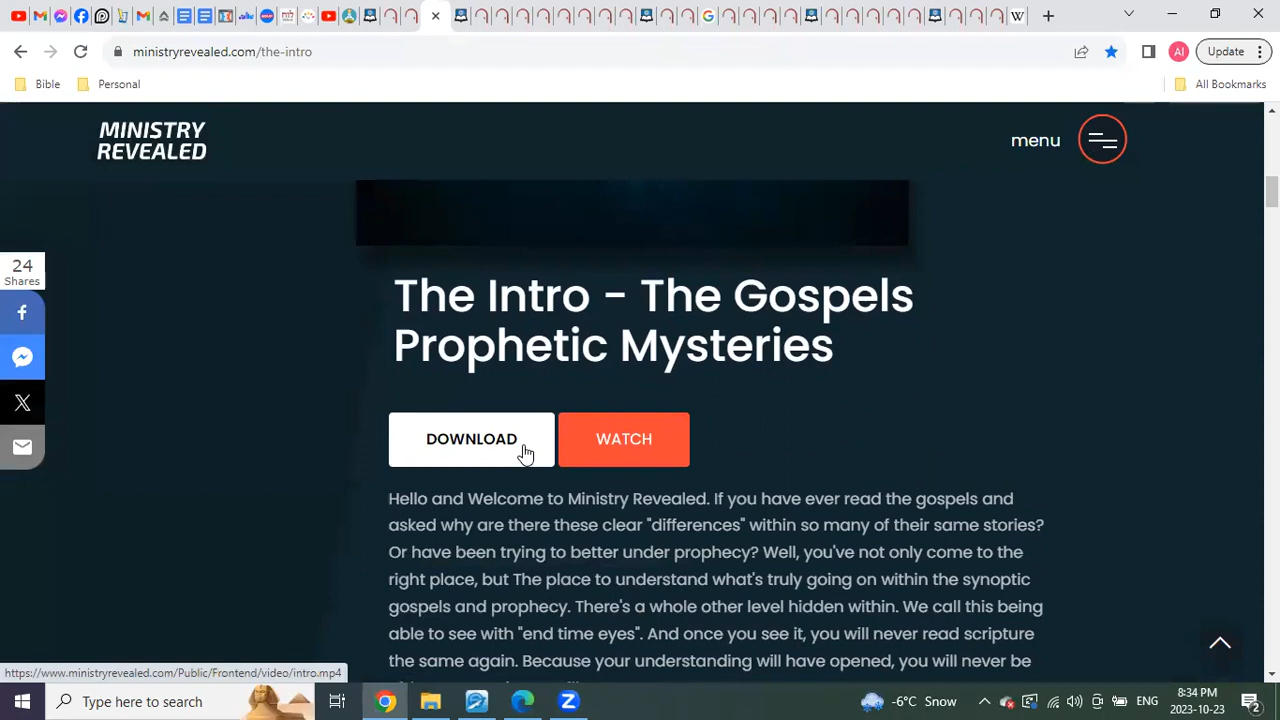 ministryrevealed.com/the-intro
Update
Bible
Personal
All Bookmarks
MINISTRY
REVEALED
menu
24
Shares
The Intro - The Gospels
Prophetic Mysteries
DOWNLOAD
WATCH
Hello and Welcome to Ministry Revealed. If you have ever read the gospels and
asked why are there these clear "differences" within so many of their same stories?
Or have been trying to better under prophecy? Well, you've not only come to the
right place, but The place to understand what's truly going on within the synoptic
gospels and prophecy. There's a whole other level hidden within. We call this being
able to see with "end time eyes". And once you see it, you will never read scripture
the same again. Because your understanding will have opened, you will never be
https://www.ministryrevealed.com/Public/Frontend/video/intro.mp4
Type here to search
-6°C Snow
ENG
8:34 PM
2023-10-23
2